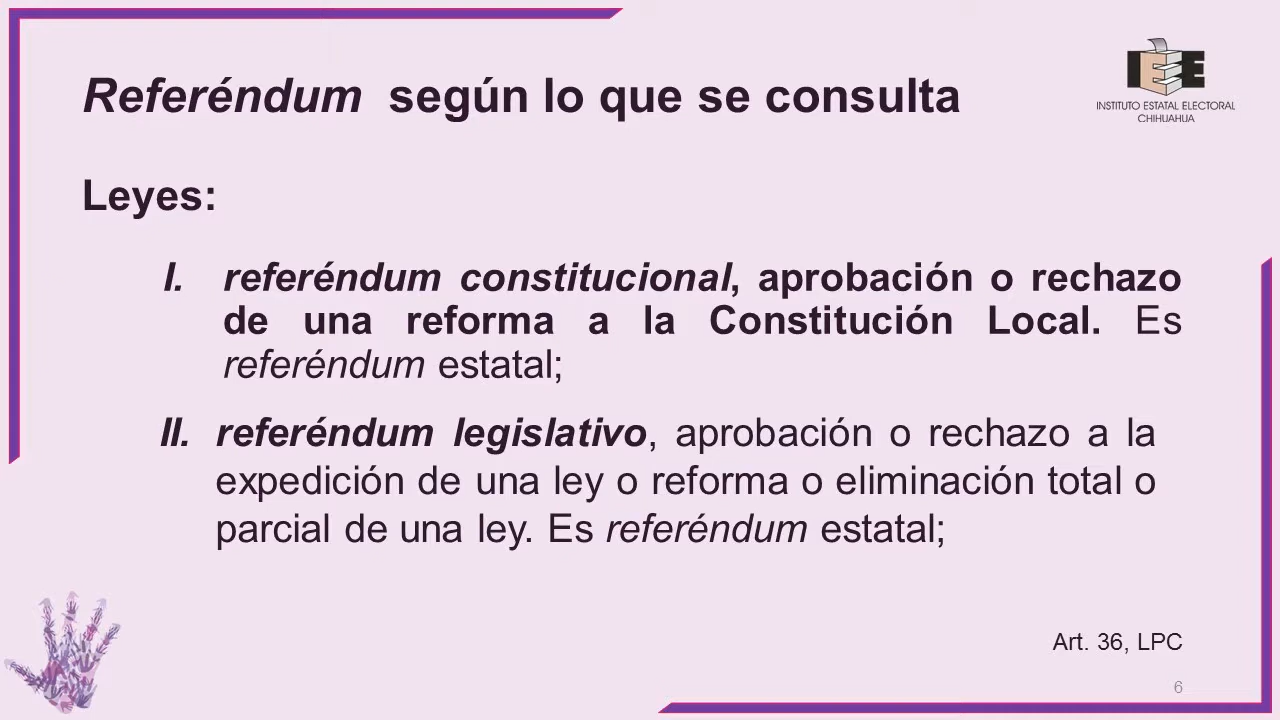 Referéndum según lo que se consulta
IEE
INSTITUTO ESTATAL ELECTORAL
CHIHUAHUA
Leyes:
I. referéndum constitucional, aprobación o rechazo
de una reforma a la Constitución Local. Es
referéndum estatal;
II. referéndum legislativo, aprobación o rechazo a la
expedición de una ley o reforma o eliminación total o
parcial de una ley. Es referéndum estatal;
Art. 36, LPC
6